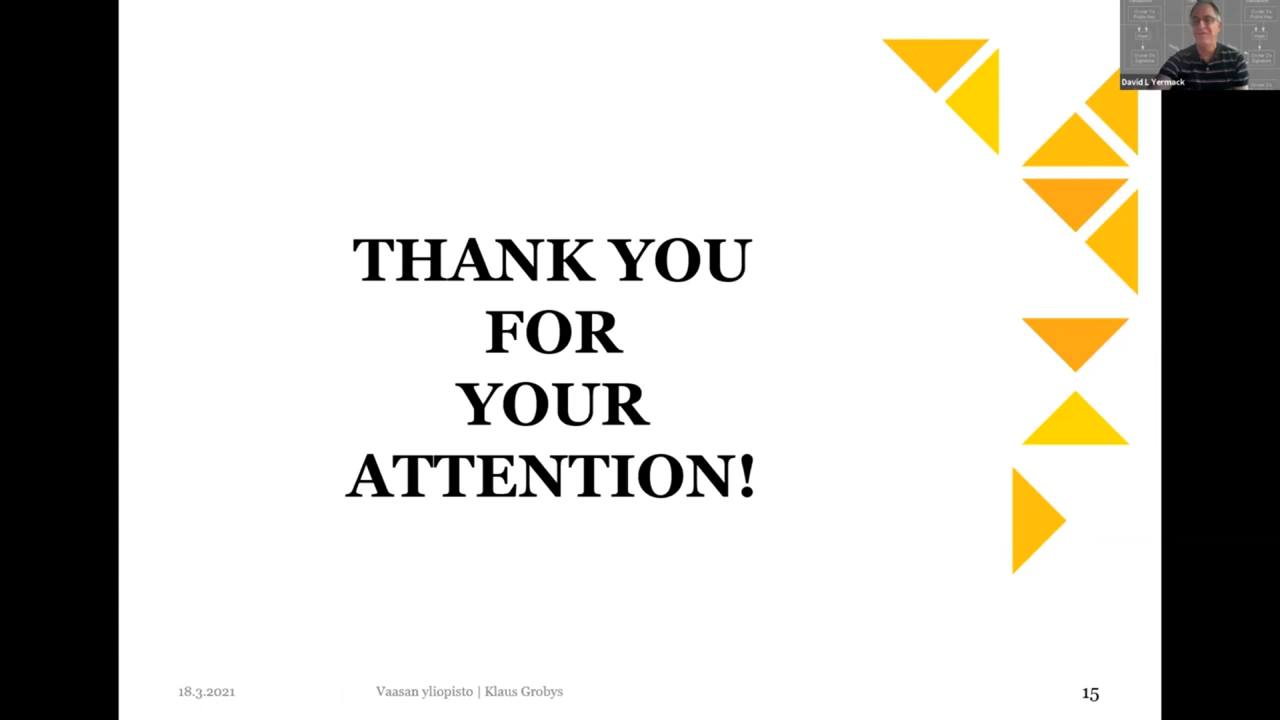 David L Yermack
THANK YOU
FOR
YOUR
ATTENTION!
18.3.2021
Vaasan yliopisto | Klaus Grobys
15